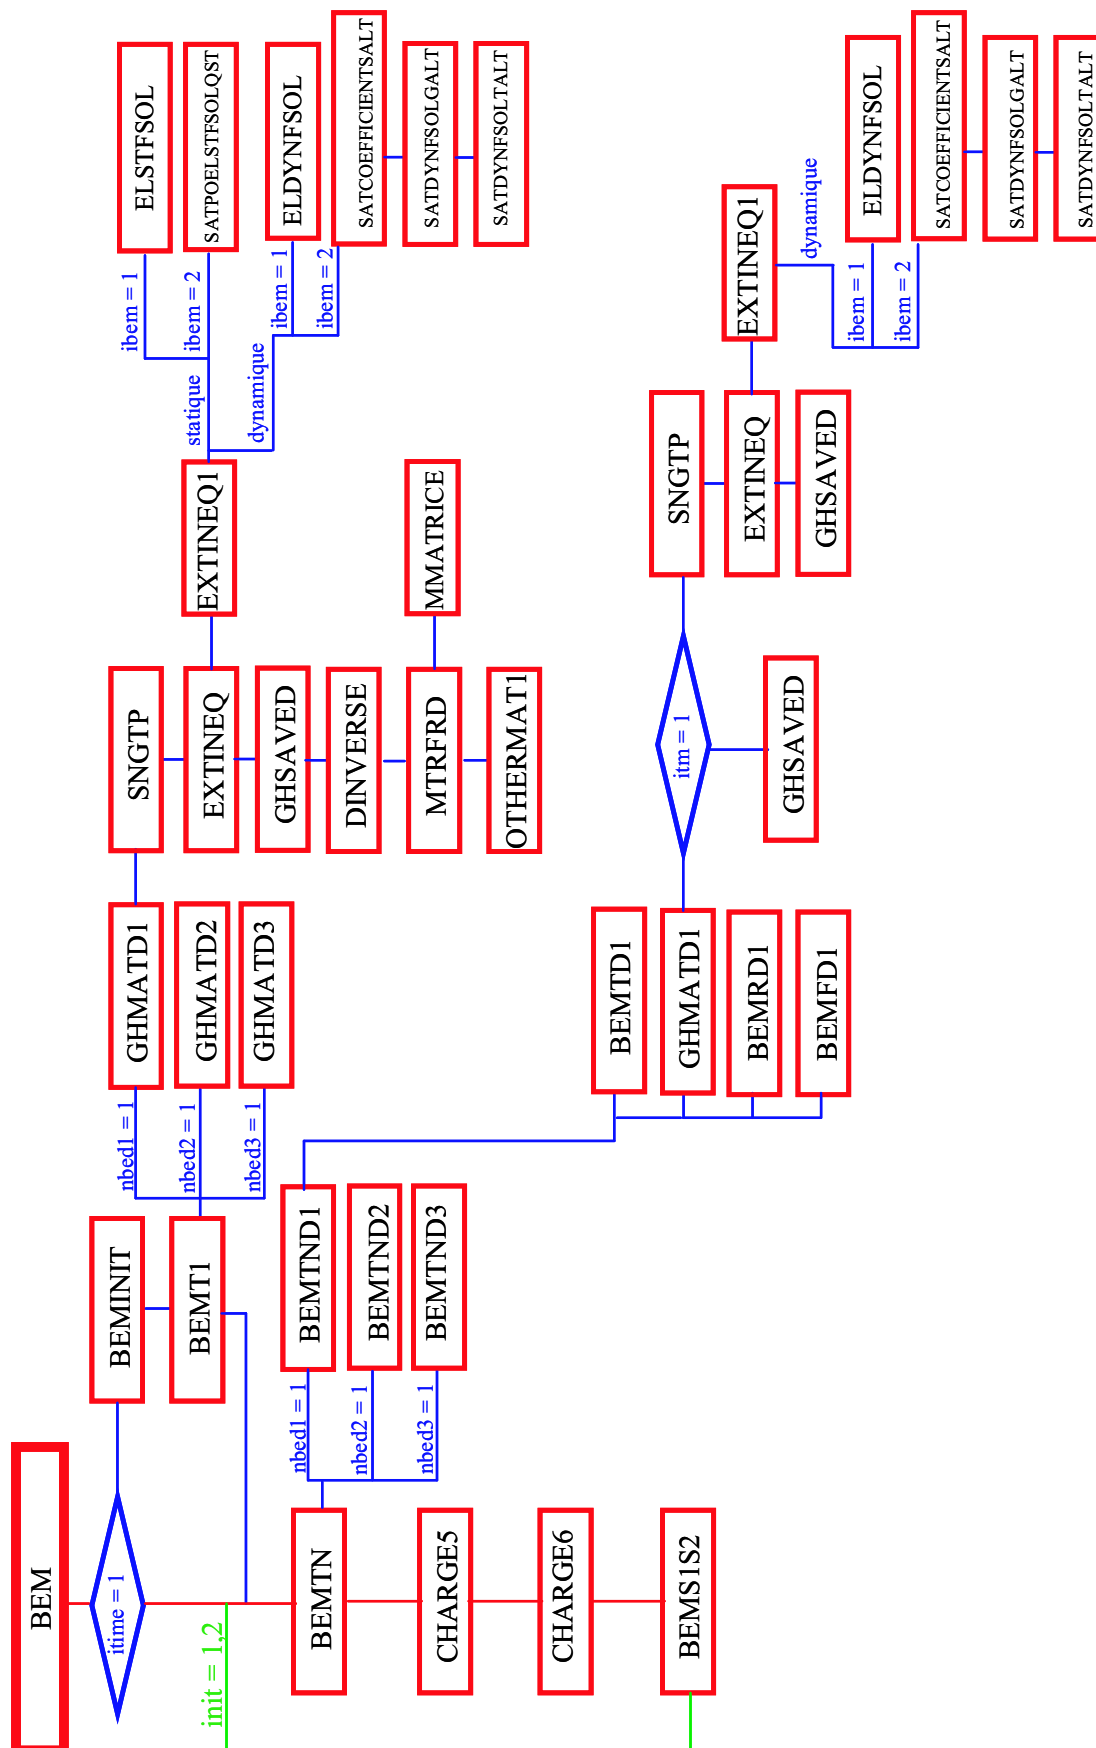 BEM
itime = 1
init = 1,2
BEMINIT
BEMT1
nbed1 = 1
nbed2 = 1
nbed3 = 1
GHMATD1
GHMATD2
GHMATD3
SNGTP
EXTINEQ
GHSAVED
DINVERSE
MTRFRD
OTHERMAT1
MMATRICE
EXTINEQ1
statique
dynamique
ibem = 1
ibem = 2
ibem = 1
ibem = 2
ELSTFSOL
SATPOELSTFSOLQST
ELDYNFSOL
SATCOEFFICIENTSALT
SATDYNFSOLGALT
SATDYNFSOLTALT
BEMTN
CHARGE5
CHARGE6
BEMS1S2
nbed1 = 1
nbed2 = 1
nbed3 = 1
BEMTND1
BEMTND2
BEMTND3
BEMTD1
GHMATD1
BEMRD1
BEMFD1
itm = 1
GHSAVED
SNGTP
EXTINEQ
GHSAVED
EXTINEQ1
dynamique
ibem = 1
ibem = 2
ELDYNFSOL
SATCOEFFICIENTSALT
SATDYNFSOLGALT
SATDYNFSOLTALT